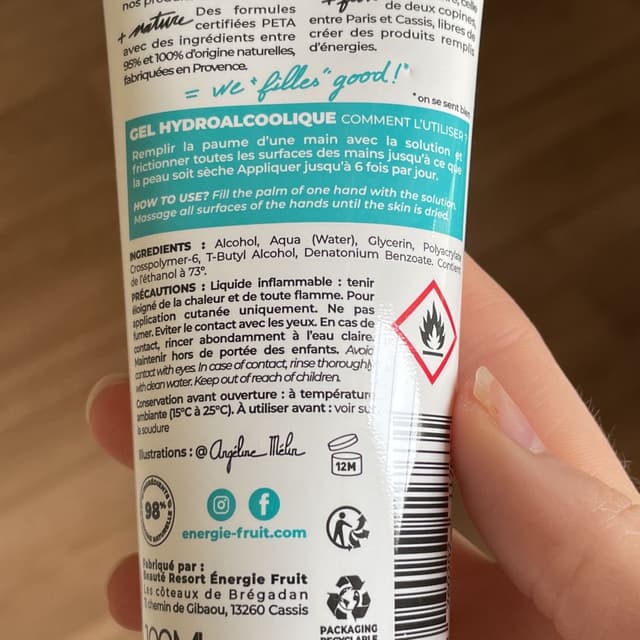 nos produits
+ nature Des formules
certifiées PETA
avec des ingrédients entre
95% et 100% d'origine naturelles,
fabriquées en Provence.
de deux copines,
entre Paris et Cassis, libres de
créer des produits remplis
d'énergies.
= we "filles" good!*
*on se sent bien
GEL HYDROALCOOLIQUE COMMENT L'UTILISER ?
Remplir la paume d'une main avec la solution et
frictionner toutes les surfaces des mains jusqu'à ce que
la peau soit sèche Appliquer jusqu'à 6 fois par jour.
HOW TO USE? Fill the palm of one hand with the solution.
Massage all surfaces of the hands until the skin is dried.
INGREDIENTS : Alcohol, Aqua (Water), Glycerin, Polyacrylate
Crosspolymer-6, T-Butyl Alcohol, Denatonium Benzoate. Contient
de l'éthanol à 73°.
PRÉCAUTIONS : Liquide inflammable : tenir
éloigné de la chaleur et de toute flamme. Pour
application cutanée uniquement. Ne pas
fumer. Eviter le contact avec les yeux. En cas de
contact, rincer abondamment à l'eau claire.
Maintenir hors de portée des enfants. Avoid
contact with eyes. In case of contact, rinse thoroughly
with clean water. Keep out of reach of children.
Conservation avant ouverture : à température
ambiante (15°C à 25°C). À utiliser avant : voir sur
la soudure
Illustrations : @ Angéline Mélin
12M
98%
energie-fruit.com
Fabriqué par :
Beauté Resort Énergie Fruit
Les côteaux de Brégadan
chemin de Gibaou, 13260 Cassis
PACKAGING
RECYCLABLE
100ML